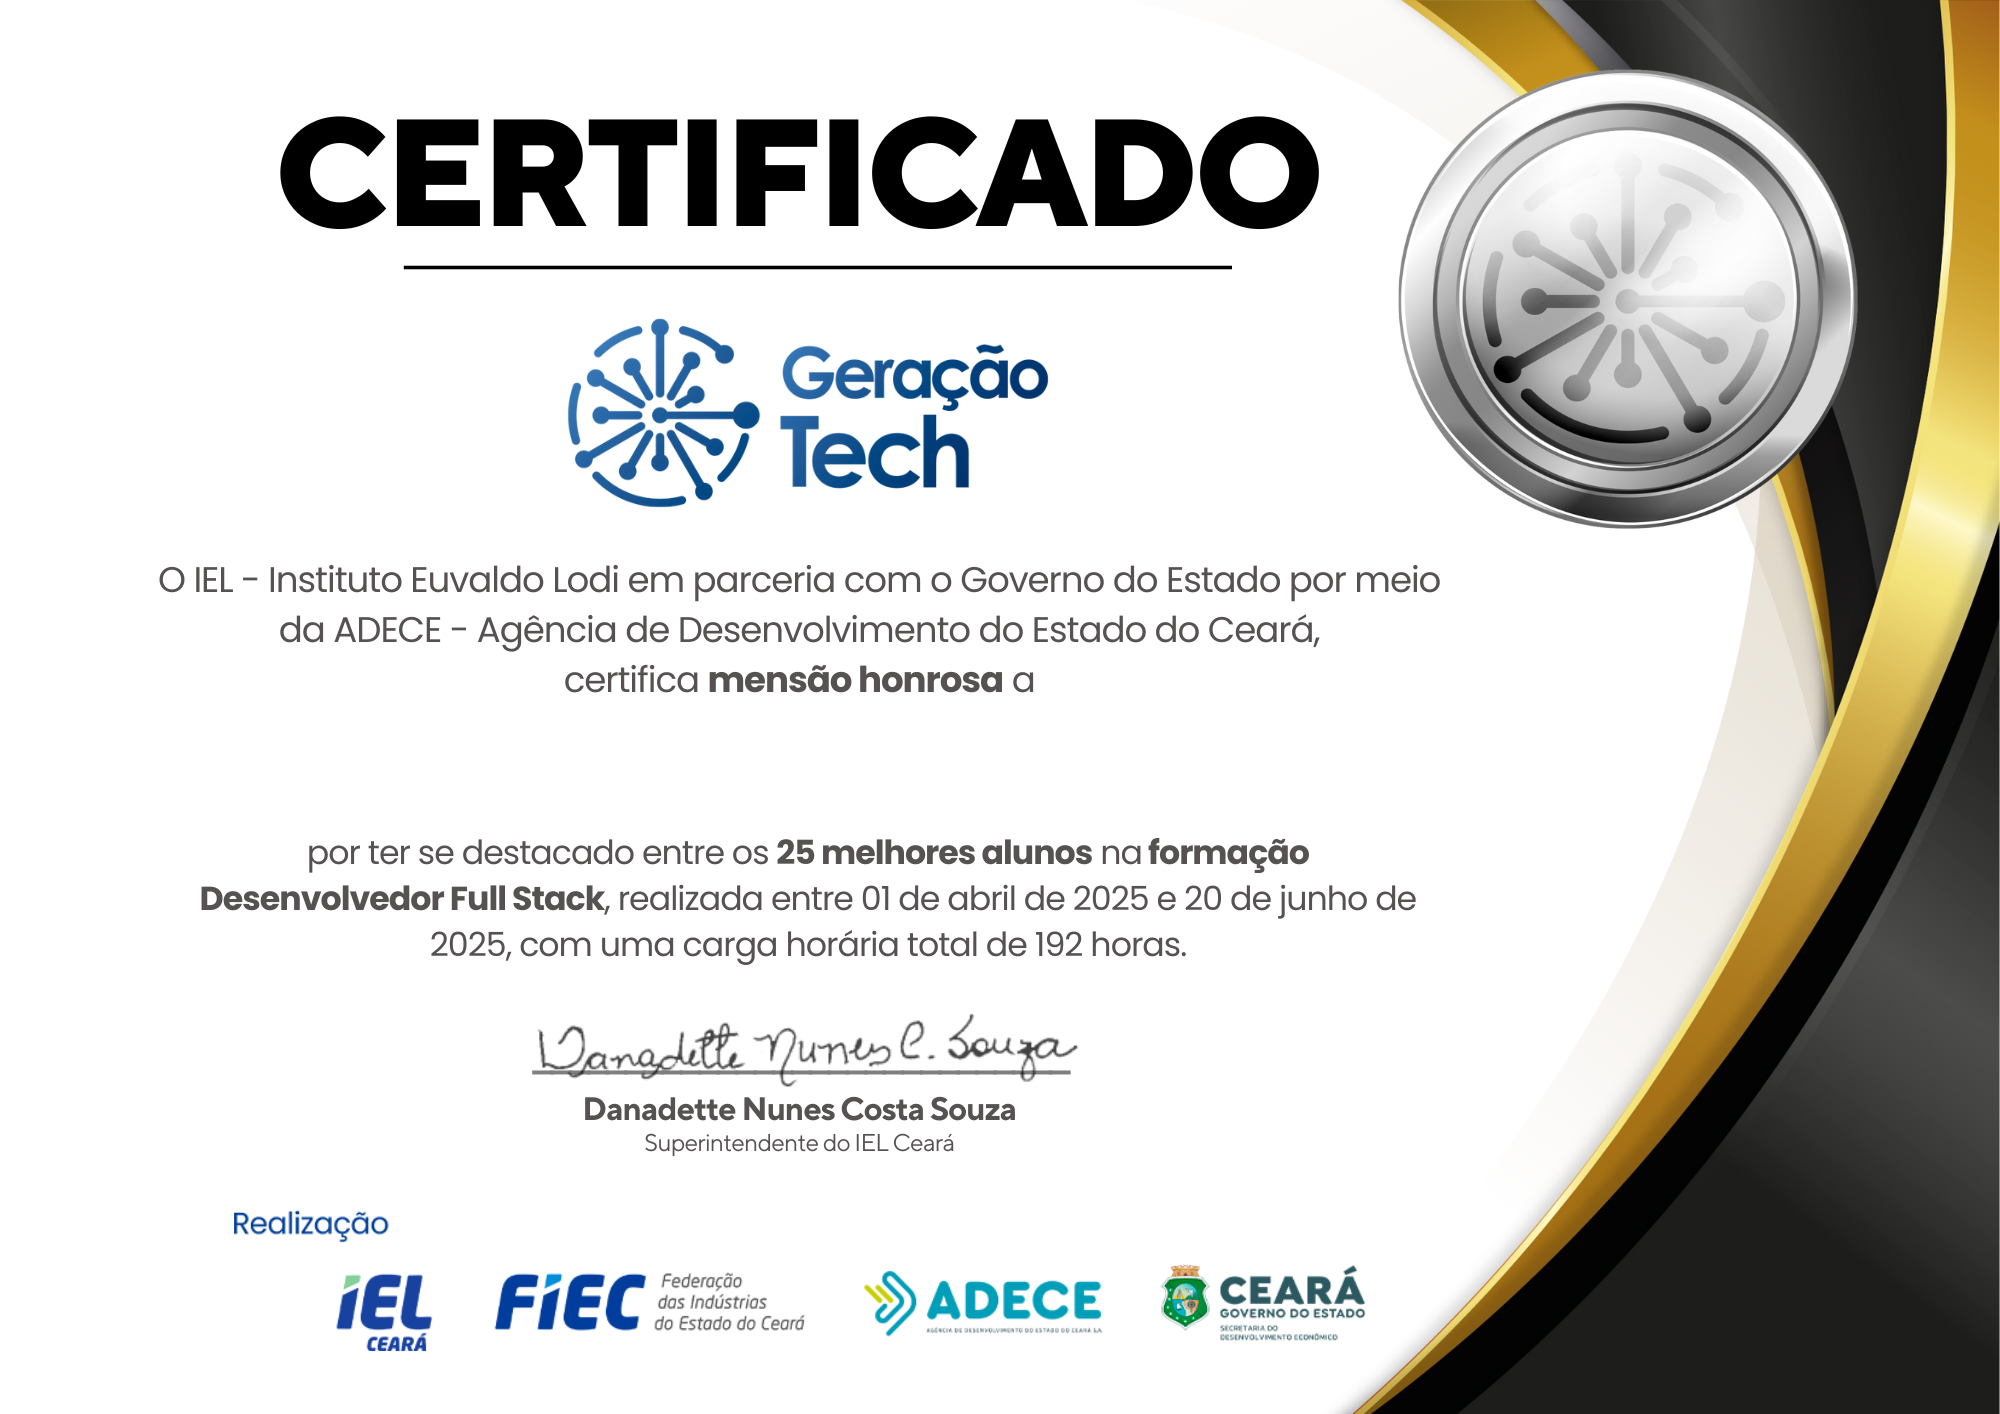 CERTIFICADO
Geração
Tech
O IEL - Instituto Euvaldo Lodi em parceria com o Governo do Estado por meio
da ADECE - Agência de Desenvolvimento do Estado do Ceará,
certifica mensão honrosa a
por ter se destacado entre os 25 melhores alunos na formação
Desenvolvedor Full Stack, realizada entre 01 de abril de 2025 e 20 de junho de
2025, com uma carga horária total de 192 horas.
Danadette Nunes C. Souza
Danadette Nunes Costa Souza
Superintendente do IEL Ceará
Realização
iEL
CEARÁ
FiEC
Federação
das Indústrias
do Estado do Ceará
ADECE
AGÊNCIA DE DESENVOLVIMENTO DO ESTADO DO CEARÁ S.A.
CEARÁ
GOVERNO DO ESTADO
SECRETARIA DO
DESENVOLVIMENTO ECONÔMICO